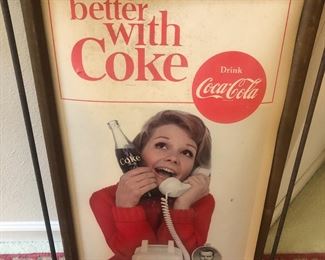 better
with
Coke
Drink
Coca-Cola
Coke